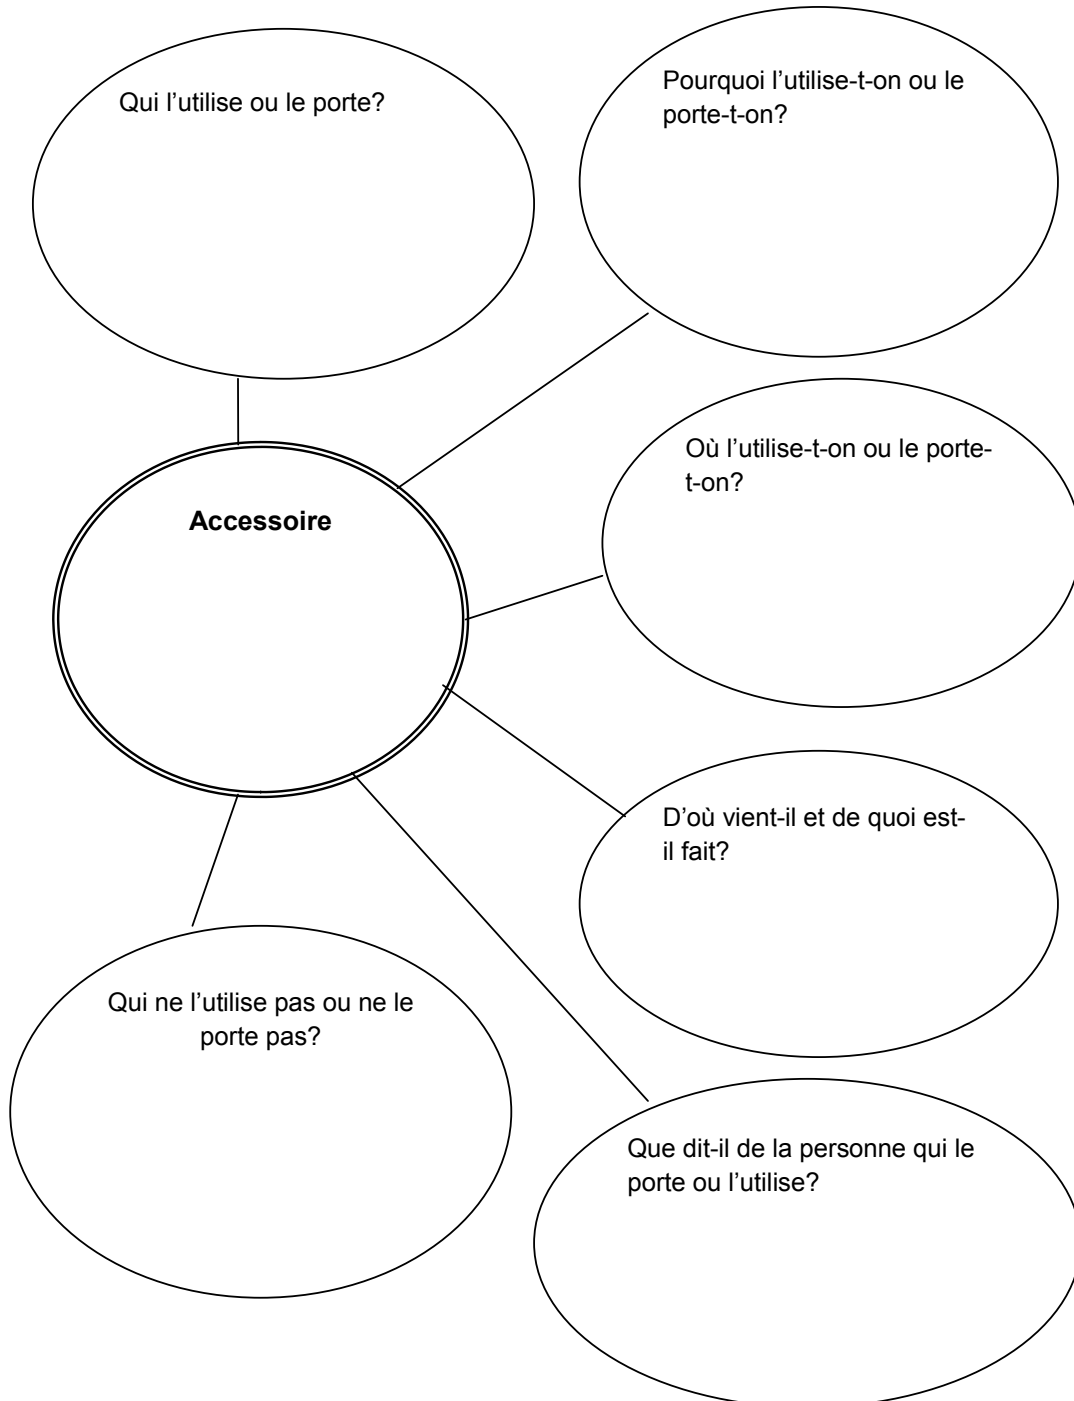 Qui l’utilise ou le porte?
Pourquoi l’utilise-t-on ou le
porte-t-on?
Où l’utilise-t-on ou le porte-
t-on?
Accessoire
D’où vient-il et de quoi est-
il fait?
Qui ne l’utilise pas ou ne le
porte pas?
Que dit-il de la personne qui le
porte ou l’utilise?